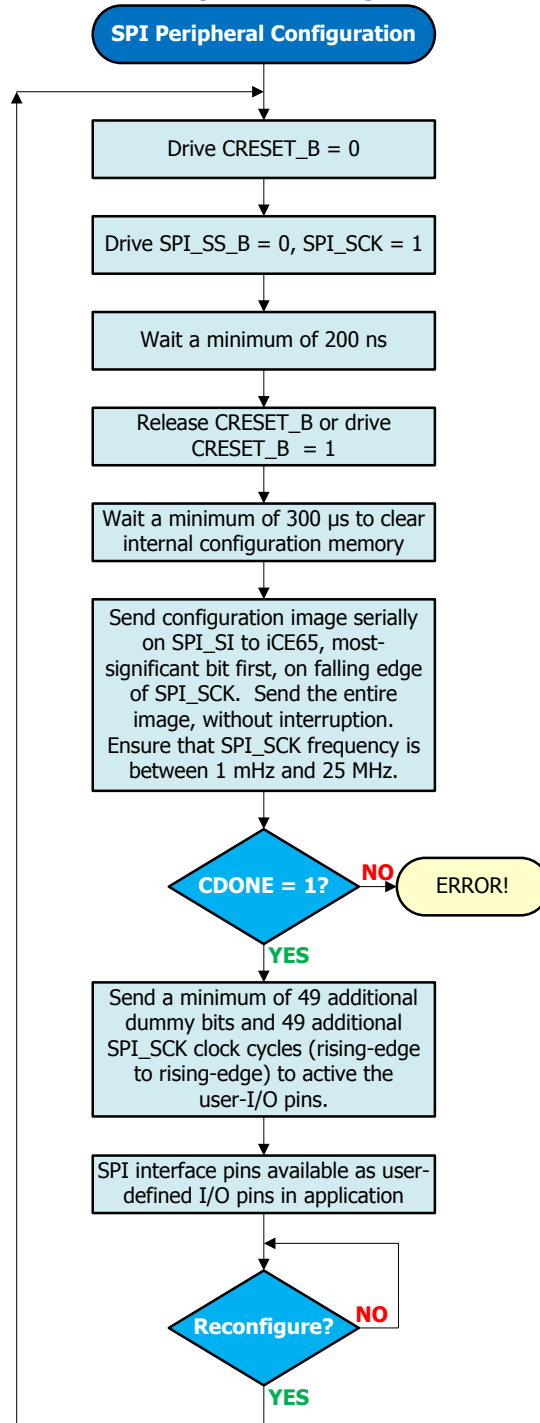 SPI Peripheral Configuration
Drive CRESET_B = 0
Drive SPI_SS_B = 0, SPI_SCK = 1
Wait a minimum of 200 ns
Release CRESET_B or drive
CRESET_B = 1
Wait a minimum of 300 µs to clear
internal configuration memory
Send configuration image serially
on SPI_SI to iCE65, most-
significant bit first, on falling edge
of SPI_SCK. Send the entire
image, without interruption.
Ensure that SPI_SCK frequency is
between 1 mHz and 25 MHz.
CDONE = 1?
NO
ERROR!
YES
Send a minimum of 49 additional
dummy bits and 49 additional
SPI_SCK clock cycles (rising-edge
to rising-edge) to active the
user-I/O pins.
SPI interface pins available as user-
defined I/O pins in application
Reconfigure?
NO
YES